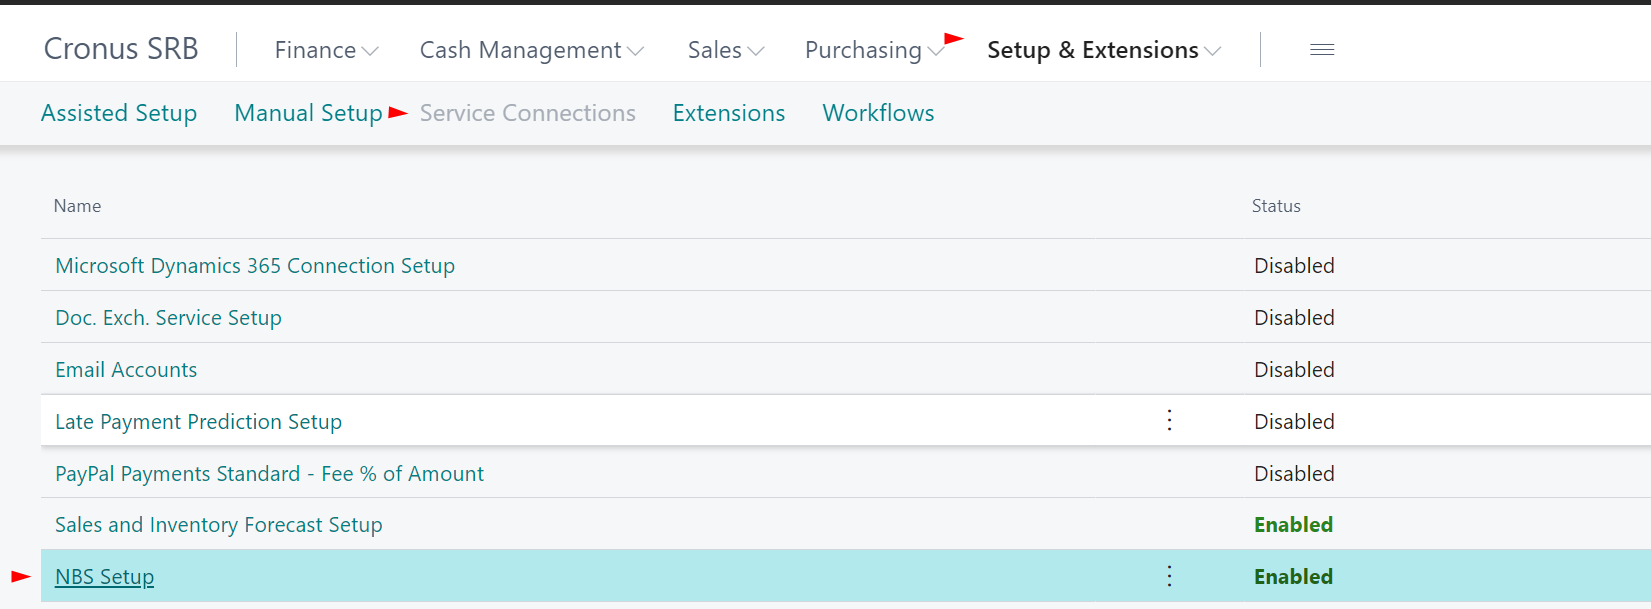 Cronus SRB Finance Cash Management Sales Purchasing Setup & Extensions
Assisted Setup Manual Setup Service Connections Extensions Workflows
Name Status
Microsoft Dynamics 365 Connection Setup Disabled
Doc. Exch. Service Setup Disabled
Email Accounts Disabled
Late Payment Prediction Setup Disabled
PayPal Payments Standard - Fee % of Amount Disabled
Sales and Inventory Forecast Setup Enabled
NBS Setup Enabled